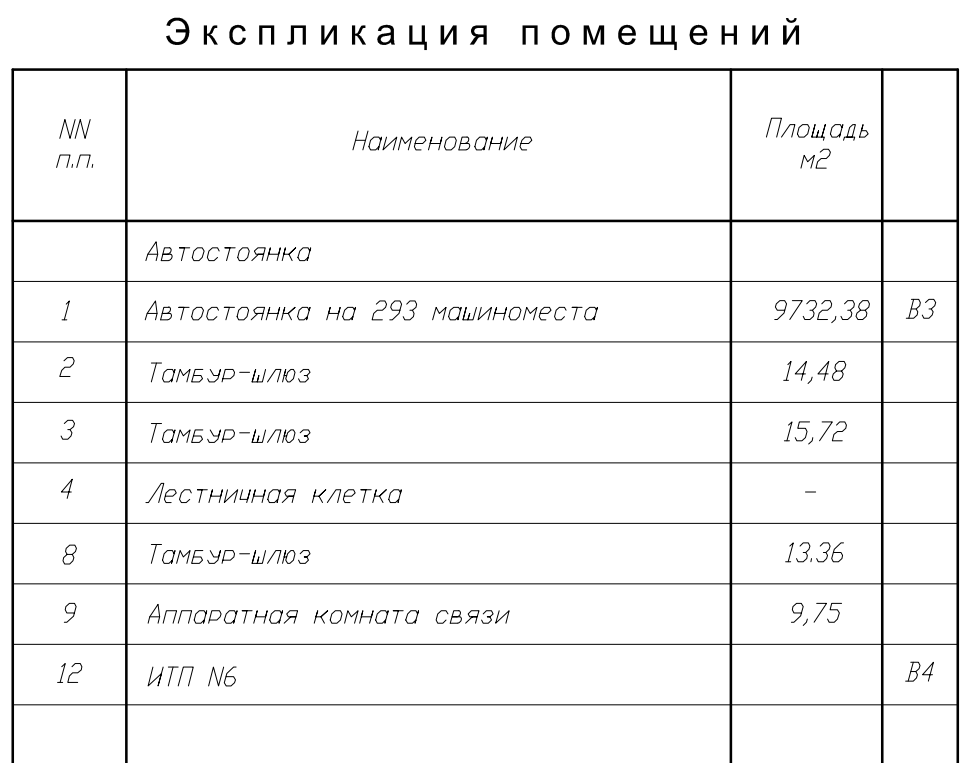 Экспликация помещений
NN п.п. Наименование Площадь м2
Автостоянка
1 Автостоянка на 293 машиноместа 9732,38 В3
2 Тамбур-шлюз 14,48
3 Тамбур-шлюз 15,72
4 Лестничная клетка -
8 Тамбур-шлюз 13.36
9 Аппаратная комната связи 9,75
12 ИТП N6 В4